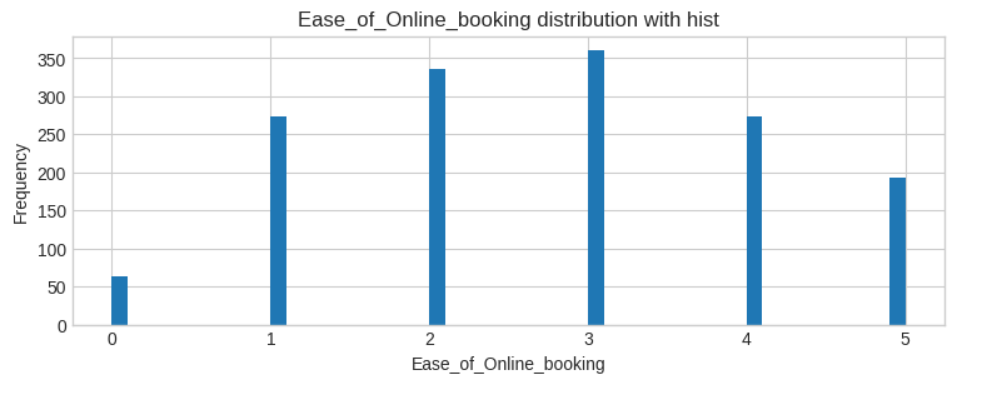 Ease_of_Online_booking distribution with hist
350
300
250
200
150
100
50
0
Frequency
0 1 2 3 4 5
Ease_of_Online_booking